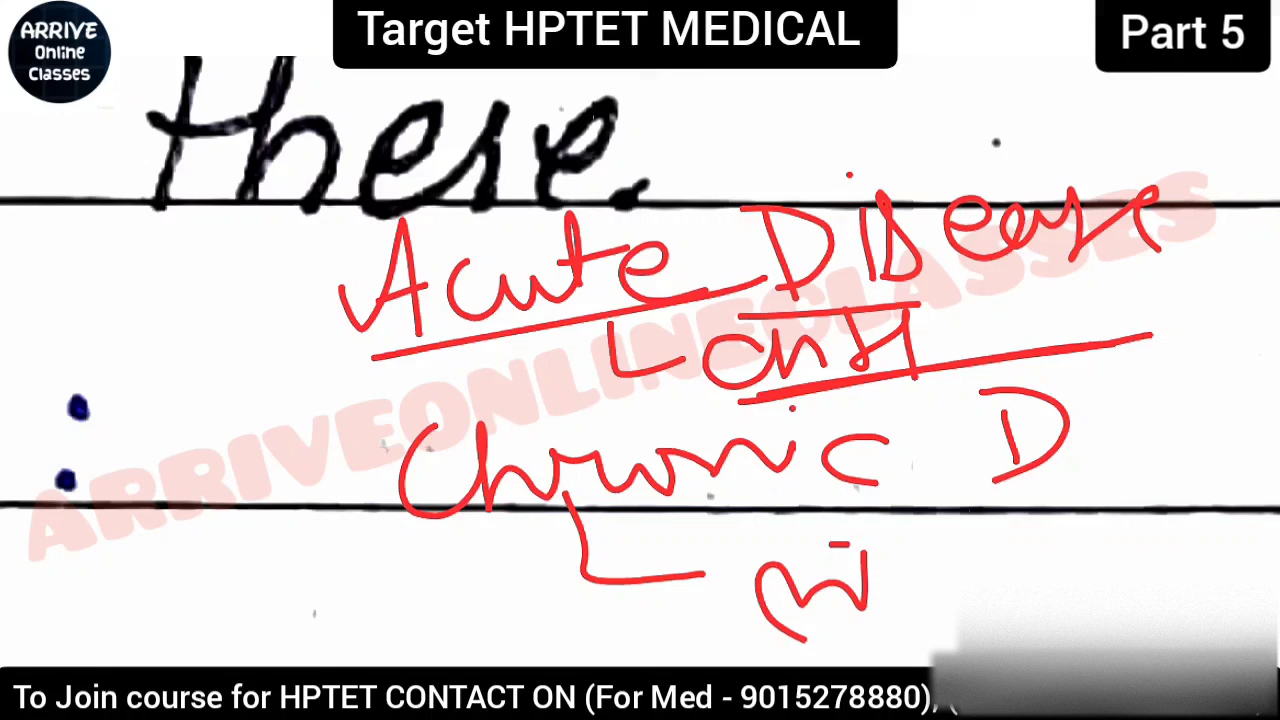 ARRIVE
Online
Classes
Target HPTET MEDICAL
Part 5
these.
Acute Disease
Chronic D
ARRIVEONLINECLASSES
To Join course for HPTET CONTACT ON (For Med - 9015278880), (